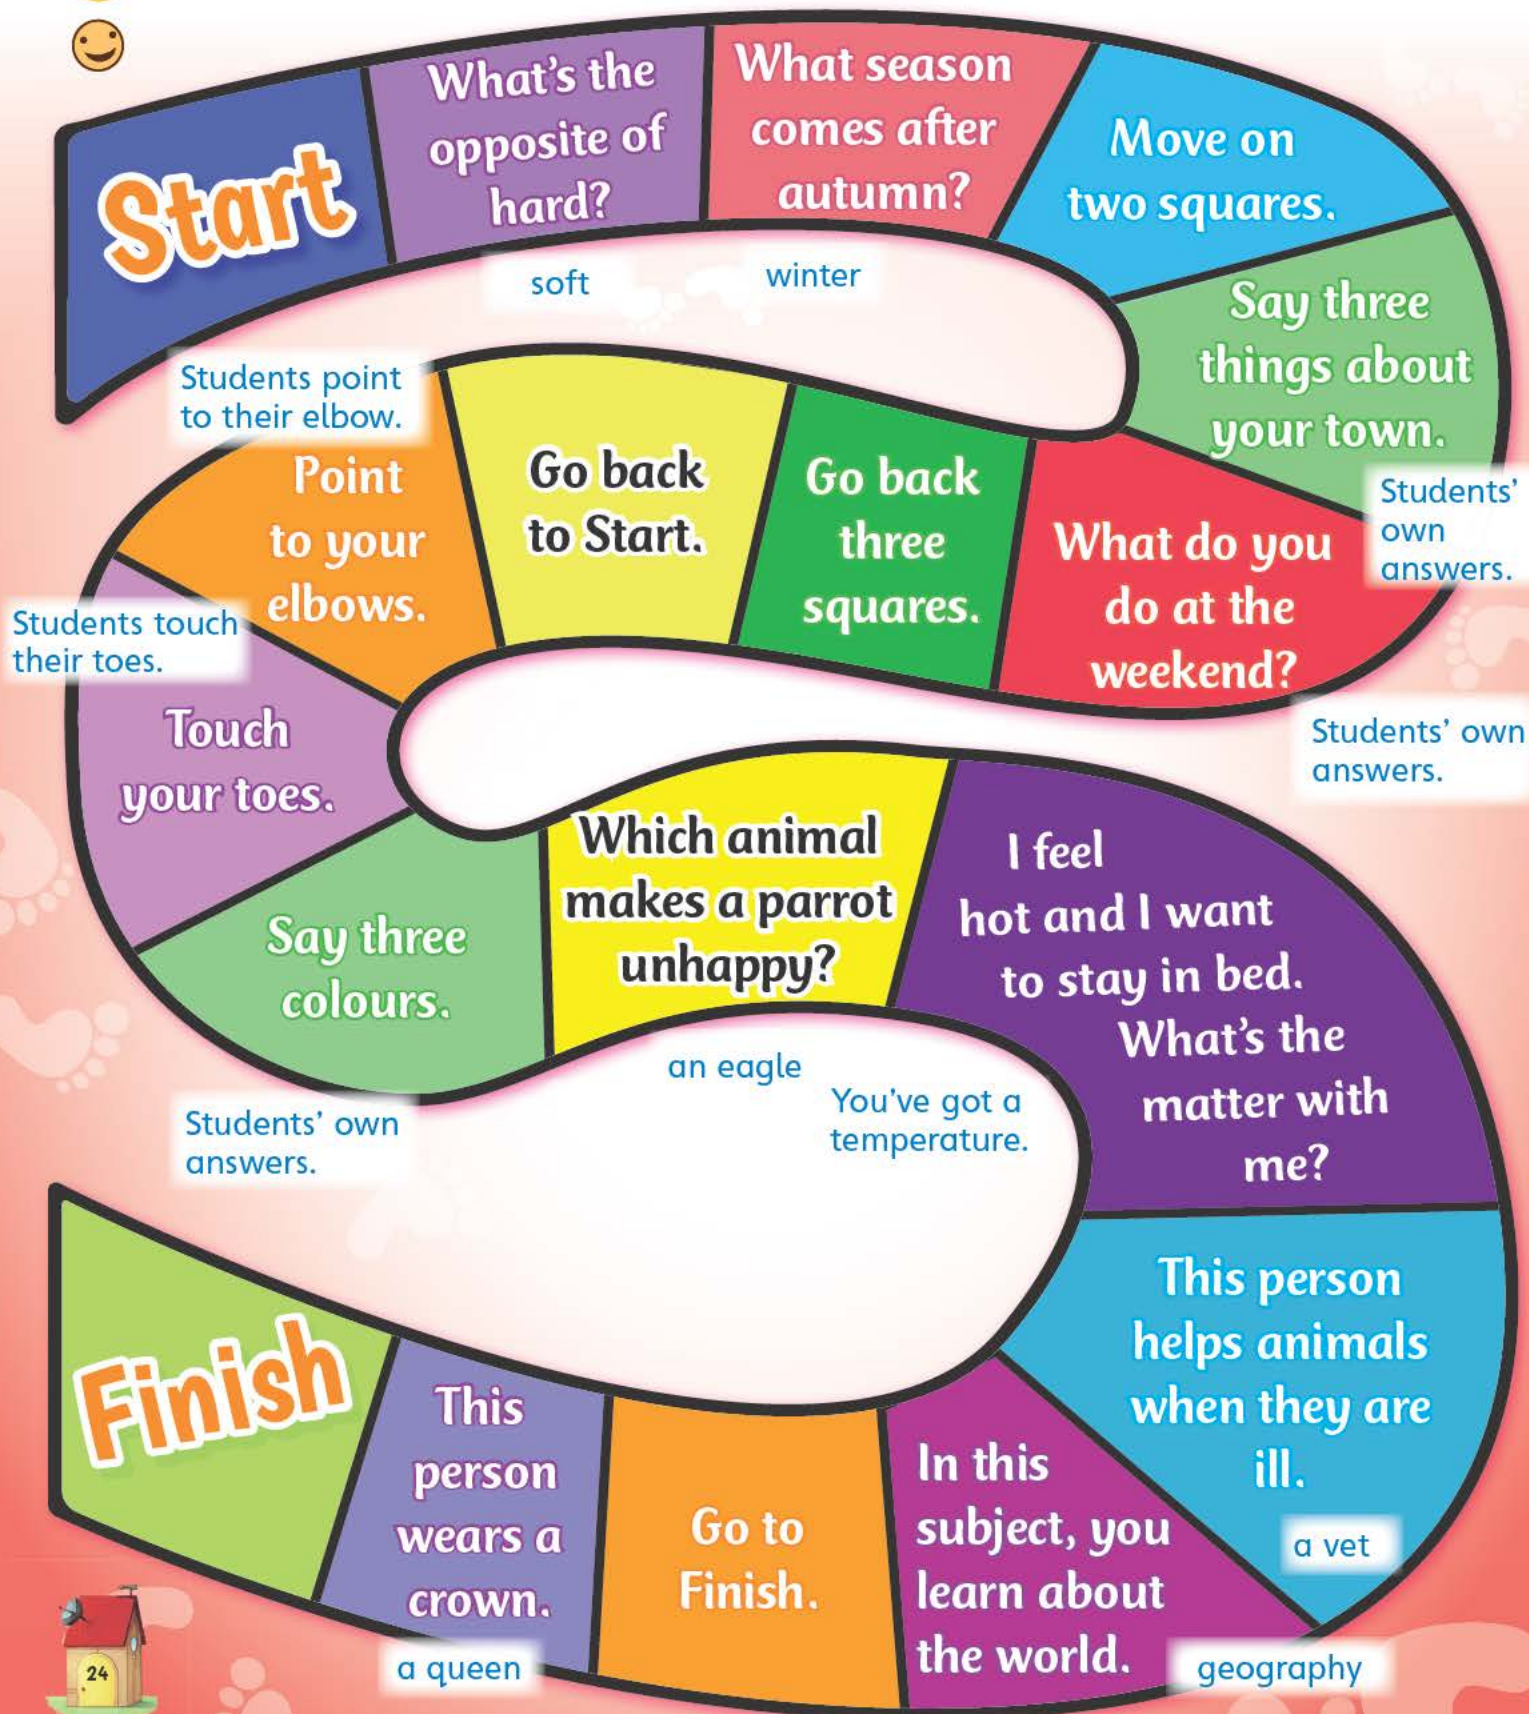 Start
What's the
opposite of
hard?
soft
What season
comes after
autumn?
winter
Move on
two squares.
Say three
things about
your town.
Students'
own
answers.
What do you
do at the
weekend?
Students' own
answers.
Go back
three
squares.
Go back
to Start.
Students point
to their elbow.
Point
to your
elbows.
Students touch
their toes.
Touch
your toes.
Say three
colours.
Students' own
answers.
Which animal
makes a parrot
unhappy?
an eagle
I feel
hot and I want
to stay in bed.
What's the
matter with
me?
You've got a
temperature.
This person
helps animals
when they are
ill.
a vet
In this
subject, you
learn about
the world.
geography
Go to
Finish.
This
person
wears a
crown.
a queen
Finish
24